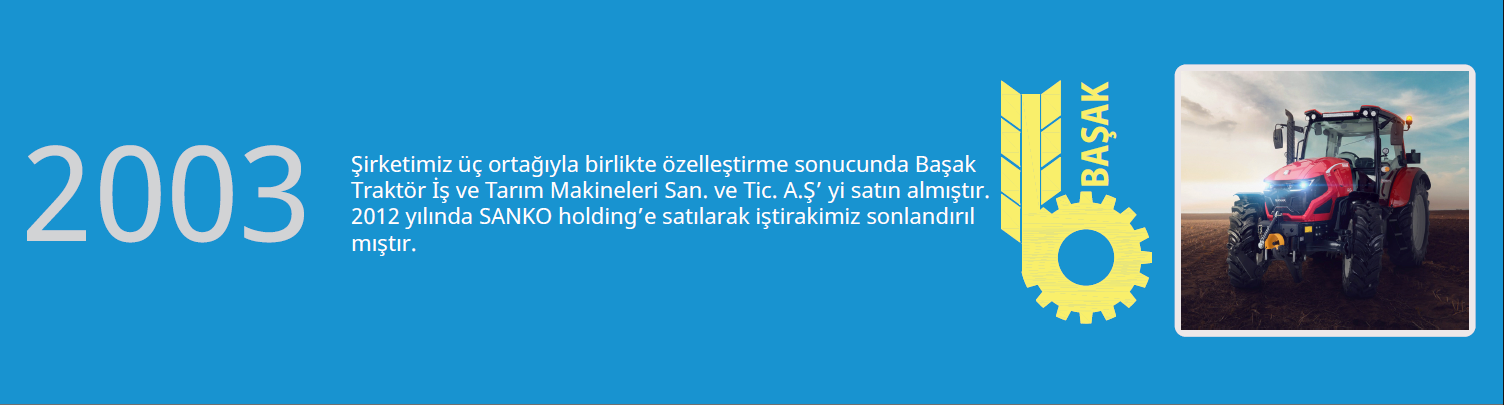 2003
Şirketimiz üç ortağıyla birlikte özelleştirme sonucunda Başak
Traktör İş ve Tarım Makineleri San. ve Tic. A.Ş’ yi satın almıştır.
2012 yılında SANKO holding’e satılarak iştirakimiz sonlandırıl
mıştır.
BAŞAK